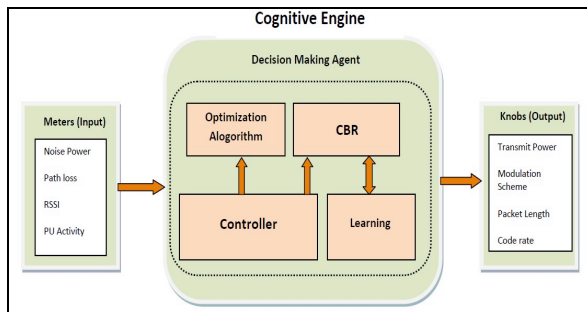 Cognitive Engine
Decision Making Agent
Meters (Input)
Noise Power
Path loss
RSSI
PU Activity
Optimization
Alogorithm
CBR
Controller
Learning
Knobs (Output)
Transmit Power
Modulation
Scheme
Packet Length
Code rate